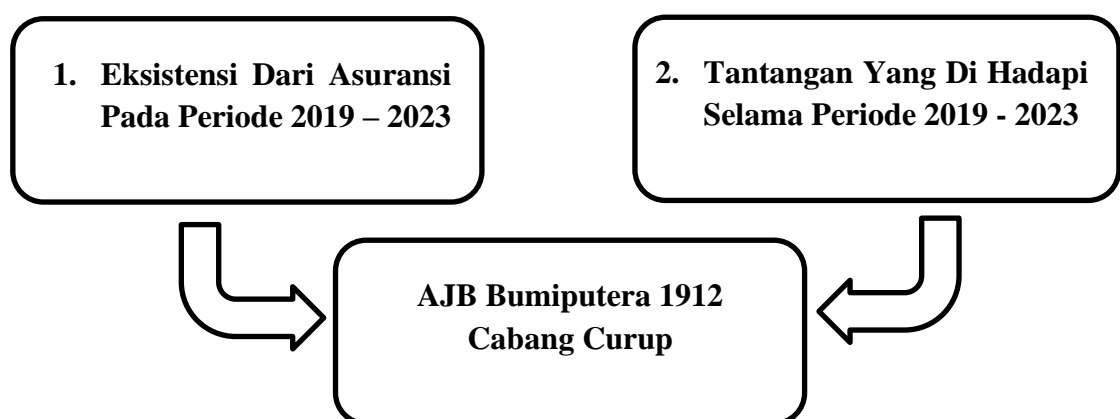 1. Eksistensi Dari Asuransi
Pada Periode 2019 – 2023
2. Tantangan Yang Di Hadapi
Selama Periode 2019 - 2023
AJB Bumiputera 1912
Cabang Curup